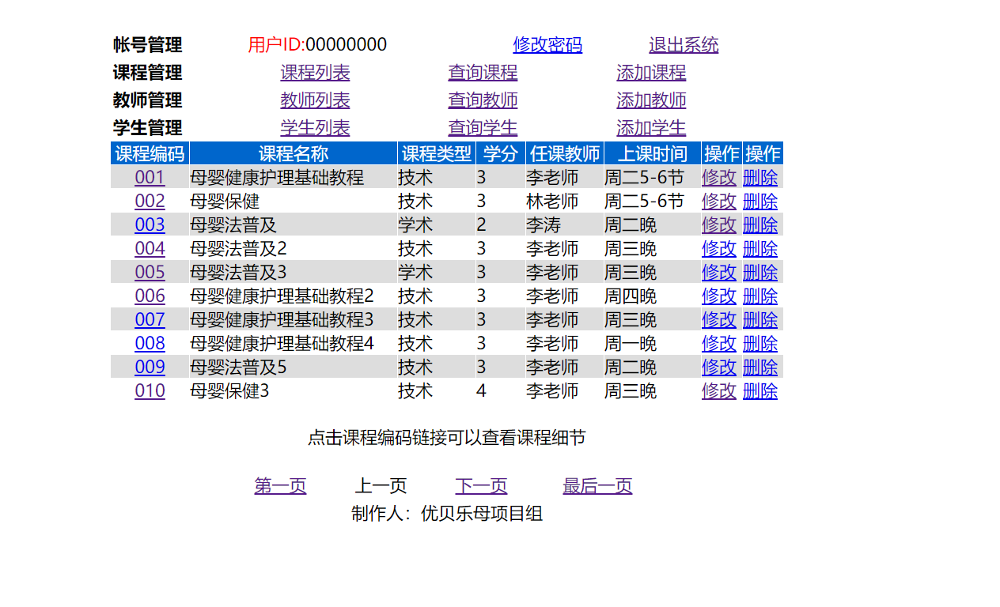 帐号管理 用户ID:00000000 修改密码 退出系统
课程管理 课程列表 查询课程 添加课程
教师管理 教师列表 查询教师 添加教师
学生管理 学生列表 查询学生 添加学生
课程编码 课程名称 课程类型 学分 任课教师 上课时间 操作 操作
001 母婴健康护理基础教程 技术 3 李老师 周二5-6节 修改 删除
002 母婴保健 技术 3 林老师 周二5-6节 修改 删除
003 母婴法普及 学术 2 李涛 周二晚 修改 删除
004 母婴法普及2 技术 3 李老师 周三晚 修改 删除
005 母婴法普及3 学术 3 李老师 周三晚 修改 删除
006 母婴健康护理基础教程2 技术 3 李老师 周四晚 修改 删除
007 母婴健康护理基础教程3 技术 3 李老师 周三晚 修改 删除
008 母婴健康护理基础教程4 技术 3 李老师 周一晚 修改 删除
009 母婴法普及5 技术 3 李老师 周二晚 修改 删除
010 母婴保健3 技术 4 李老师 周三晚 修改 删除
点击课程编码链接可以查看课程细节
第一页 上一页 下一页 最后一页
制作人：优贝乐母项目组